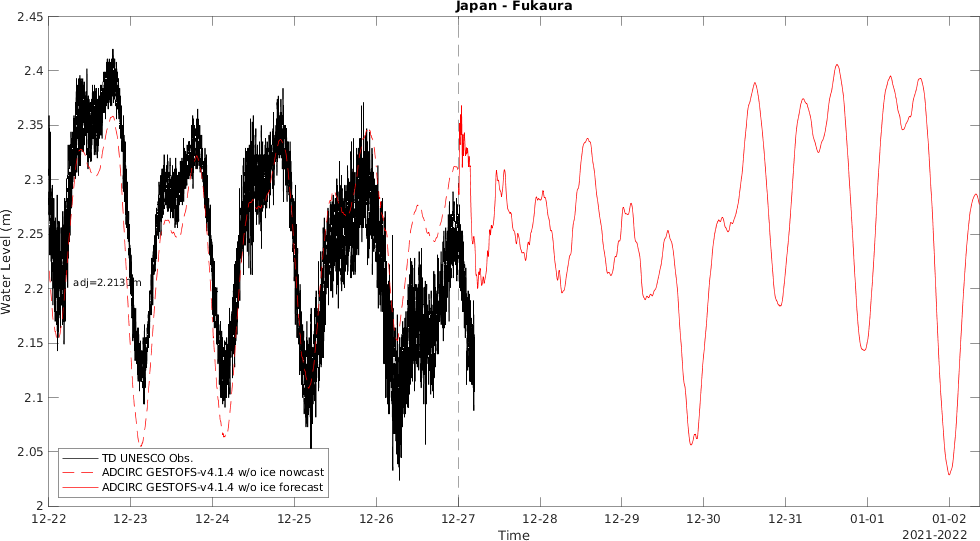 Japan - Fukaura
2.45
2.4
2.35
2.3
2.25
2.2
2.15
2.1
2.05
2
Water Level (m)
TD UNESCO Obs.
ADCIRC GESTOFS-v4.1.4 w/o ice nowcast
ADCIRC GESTOFS-v4.1.4 w/o ice forecast
12-22 12-23 12-24 12-25 12-26 12-27 12-28 12-29 12-30 12-31 01-01 01-02
Time
2021-2022